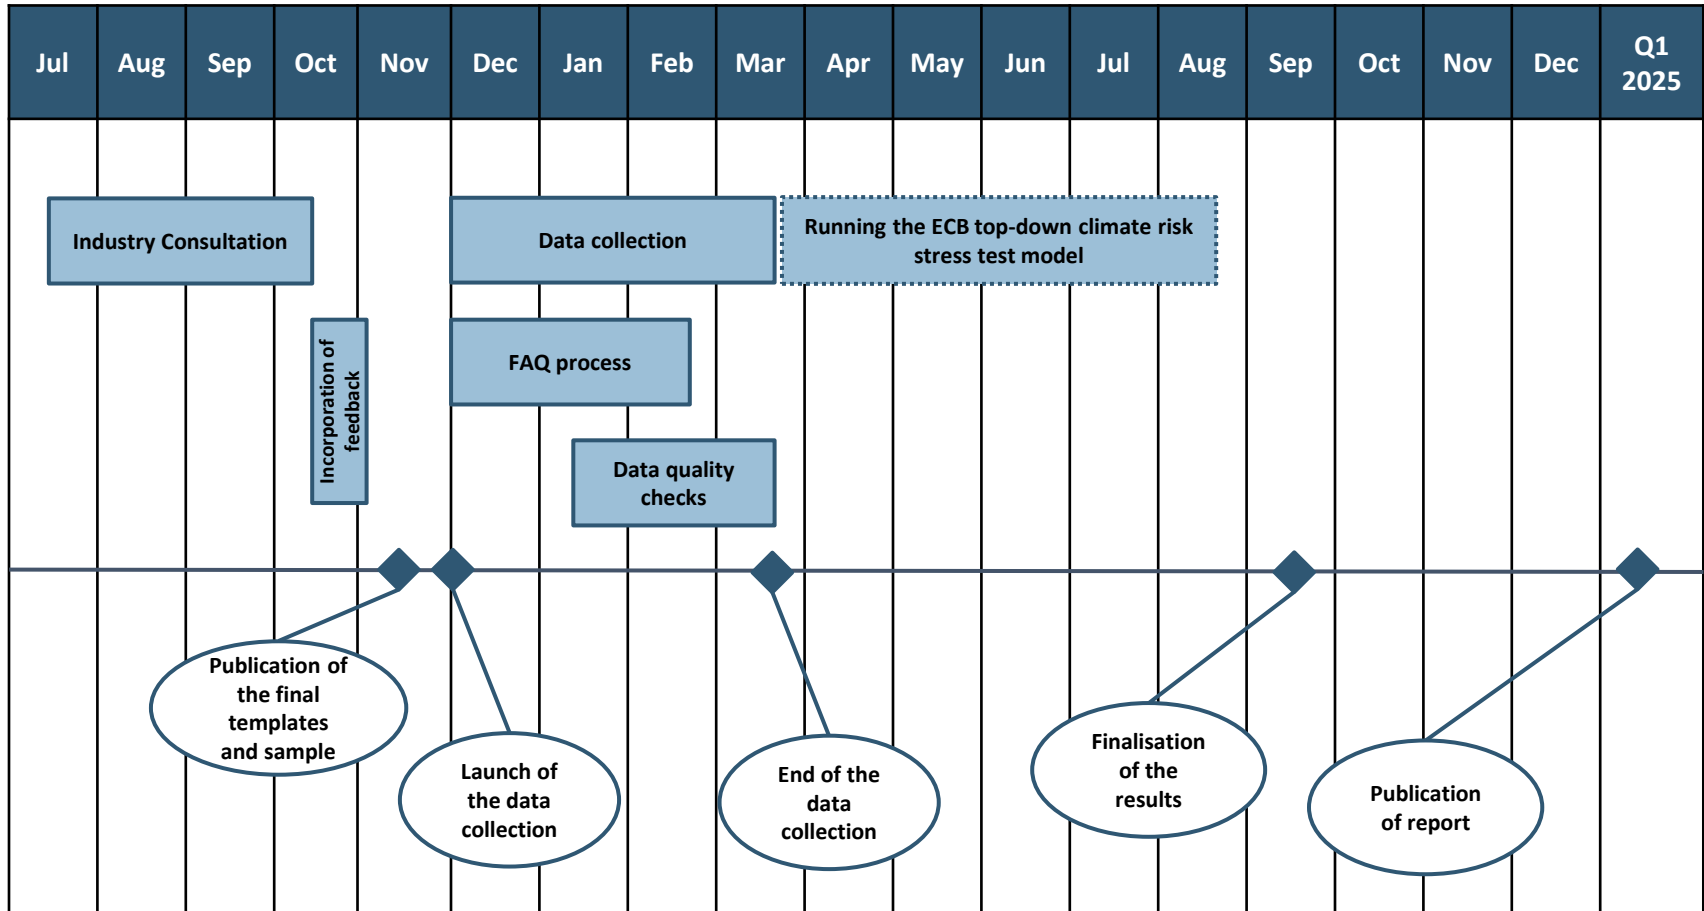 Jul
Aug
Sep
Oct
Nov
Dec
Jan
Feb
Mar
Apr
May
Jun
Jul
Aug
Sep
Oct
Nov
Dec
Q1
2025
Industry Consultation
Data collection
Running the ECB top-down climate risk
stress test model
Incorporation of
feedback
FAQ process
Data quality
checks
Publication of
the final
templates
and sample
Launch of
the data
collection
End of the
data
collection
Finalisation
of the
results
Publication
of report